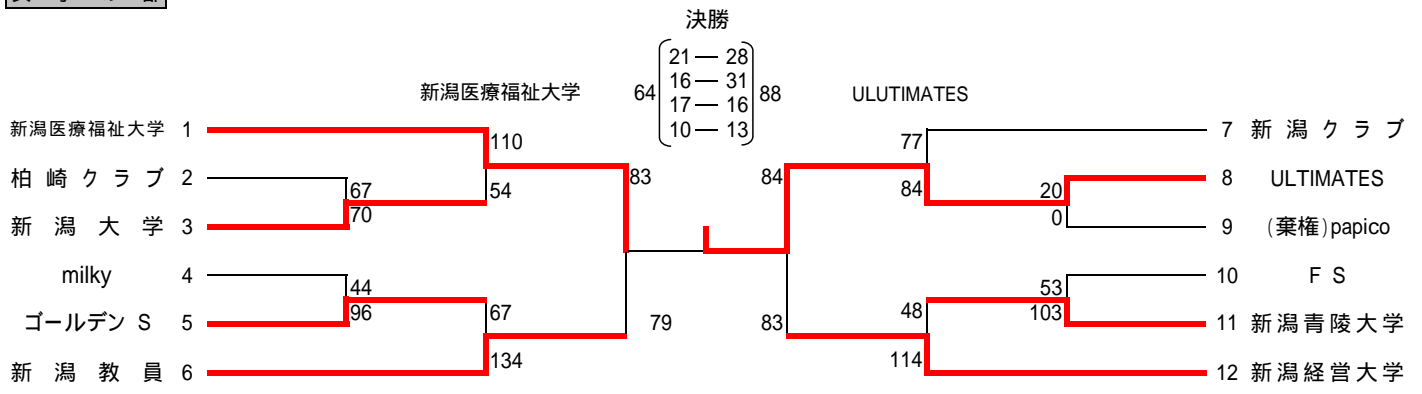 決勝
21 — 28
16 — 31
17 — 16
10 — 13
64
88
新潟医療福祉大学
ULUTIMATES
新潟医療福祉大学 1
柏崎クラブ 2
新潟大学 3
milky 4
ゴールデン S 5
新潟教員 6
110
54
67
70
44
96
67
134
83
79
84
83
77
84
20
0
53
103
48
114
7 新潟クラブ
8 ULTIMATES
9 (棄権)papico
10 F S
11 新潟青陵大学
12 新潟経営大学